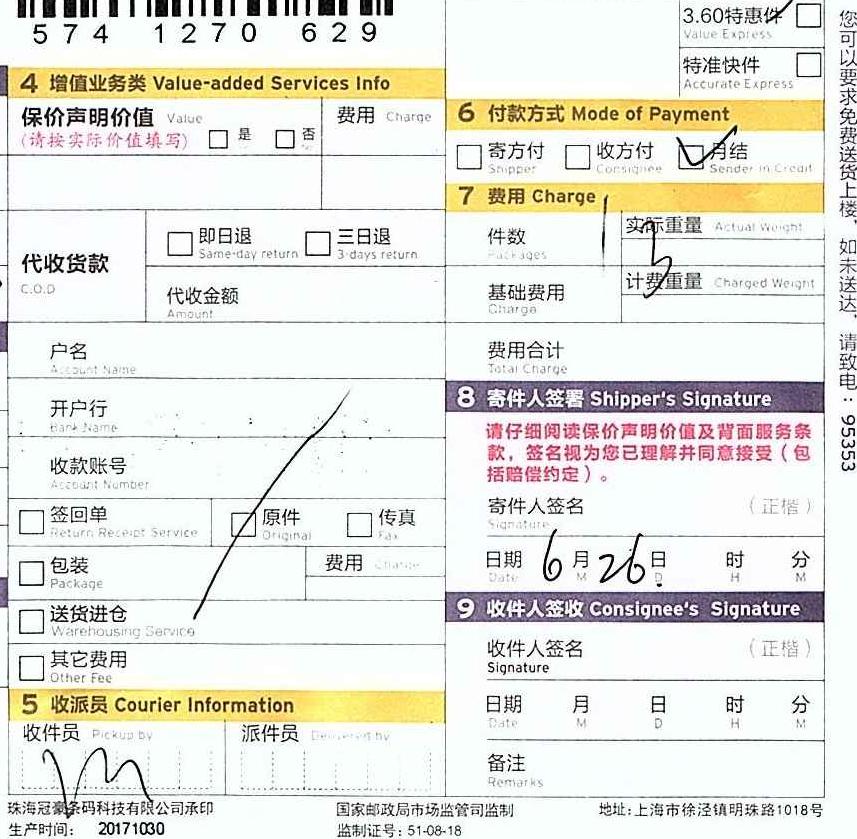 574 1270 629
3.60特惠件
Value Express
特准快件
Accurate Express
4 增值业务类 Value-added Services Info
保价声明价值 Value
(请按实际价值填写) 是 否
费用 Charge
代收货款
C.O.D
即日退
Same-day return
三日退
3-days return
代收金额
Amount
户名
Account Name
开户行
Bank Name
收款账号
Account Number
签回单
Return Receipt Service
原件
Original
传真
Fax
包装
Package
费用 Charge
送货进仓
Warehousing Service
其它费用
Other Fee
5 收派员 Courier Information
收件员 Pickup by
派件员 Delivered by
6 付款方式 Mode of Payment
寄方付
Shipper
收方付
Consignee
月结
Sender in Credit
7 费用 Charge
件数 1
Packages
实际重量 Actual Weight
3
计费重量 Charged Weight
基础费用
Charge
费用合计
Total Charge
8 寄件人签署 Shipper's Signature
请仔细阅读保价声明价值及背面服务条
款，签名视为您已理解并同意接受（包
括赔偿约定）。
寄件人签名 （正楷）
Signature
日期 6 月 26 日 时 分
Date M D H M
9 收件人签收 Consignee's Signature
收件人签名 （正楷）
Signature
日期 月 日 时 分
Date M D H M
备注
Remarks
您可以要求免费送货上楼，如未送达，请致电：95353
珠海冠豪条码科技有限公司承印
生产时间： 20171030
国家邮政局市场监管司监制
监制证号：51-08-18
地址:上海市徐泾镇明珠路1018号